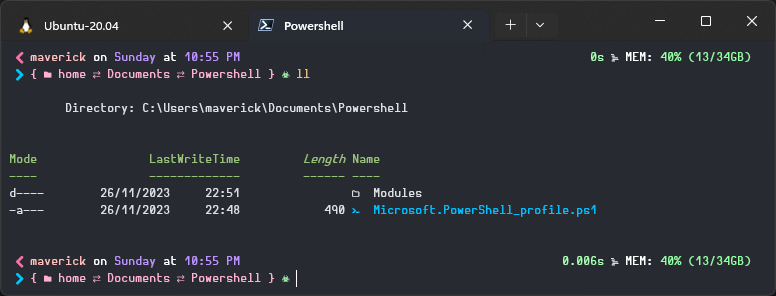 Ubuntu-20.04
Powershell
maverick on Sunday at 10:55 PM 0s MEM: 40% (13/34GB)
{ home ⇄ Documents ⇄ Powershell } ll
Directory: C:\Users\maverick\Documents\Powershell
Mode LastWriteTime Length Name
---- ------------- ------ ----
d---- 26/11/2023 22:51 Modules
-a--- 26/11/2023 22:48 490 Microsoft.PowerShell_profile.ps1
maverick on Sunday at 10:55 PM 0.006s MEM: 40% (13/34GB)
{ home ⇄ Documents ⇄ Powershell }